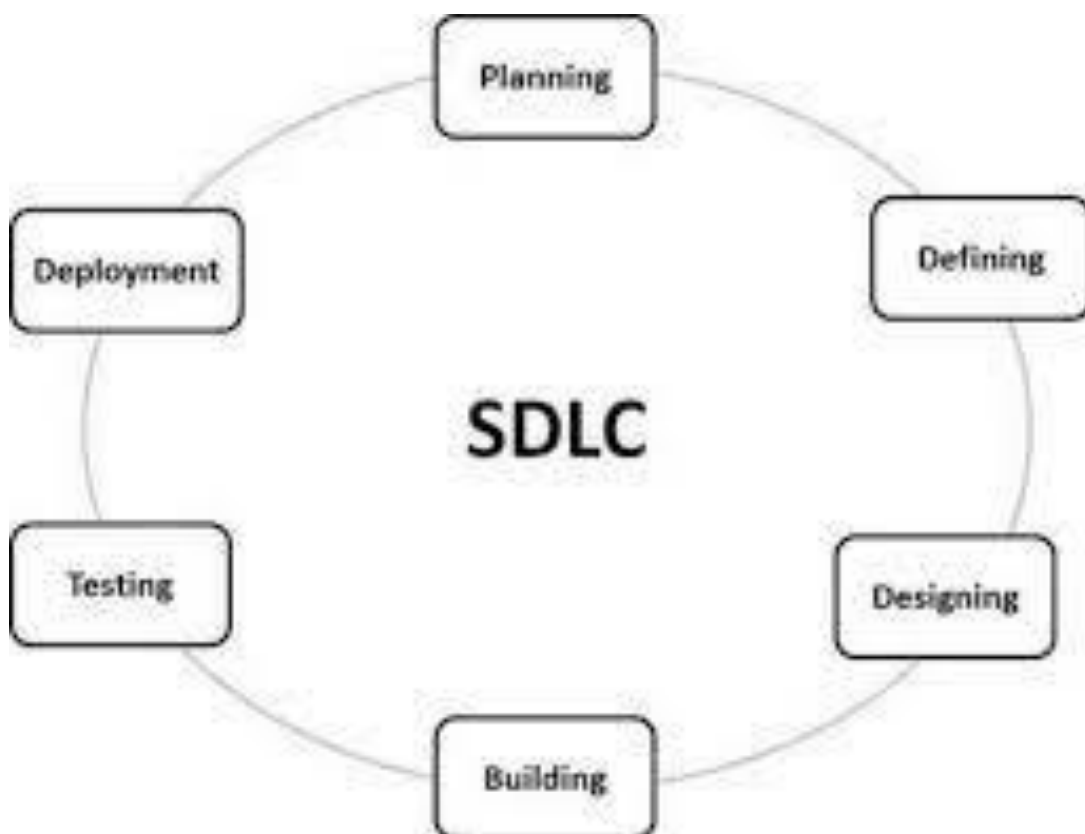 Planning
Defining
Designing
Building
Testing
Deployment
SDLC